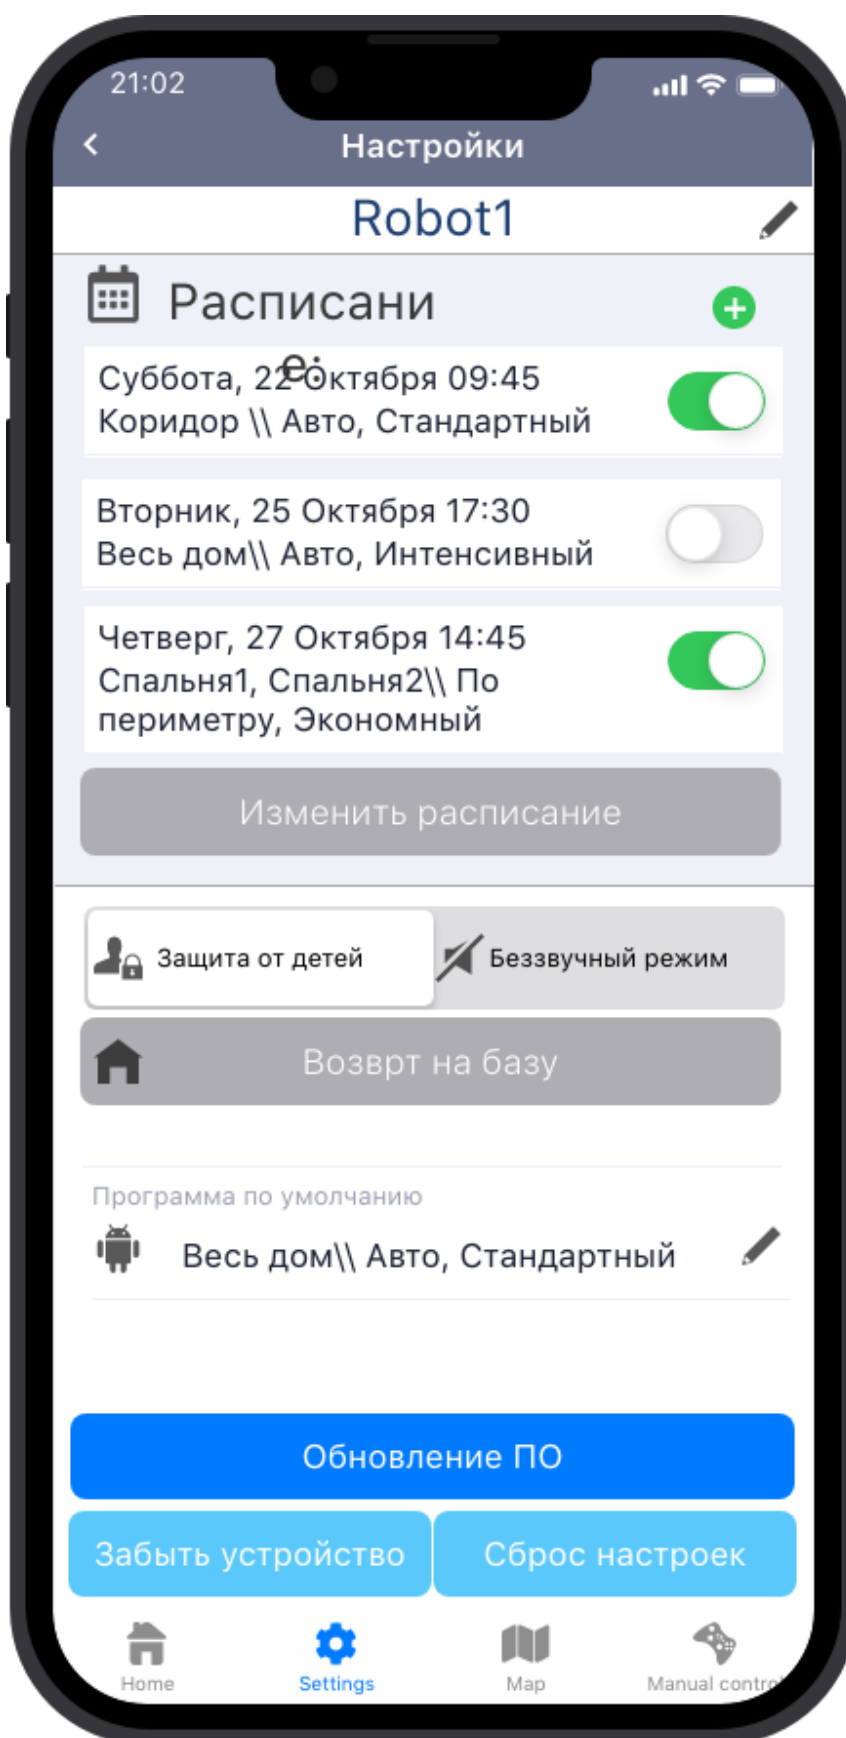 21:02
Настройки
Robot1
Расписани
е:
Суббота, 22 Октября 09:45
Коридор \\ Авто, Стандартный
Вторник, 25 Октября 17:30
Весь дом\\ Авто, Интенсивный
Четверг, 27 Октября 14:45
Спальня1, Спальня2\\ По
периметру, Экономный
Изменить расписание
Защита от детей
Беззвучный режим
Возврт на базу
Программа по умолчанию
Весь дом\\ Авто, Стандартный
Обновление ПО
Забыть устройство
Сброс настроек
Home
Settings
Map
Manual control